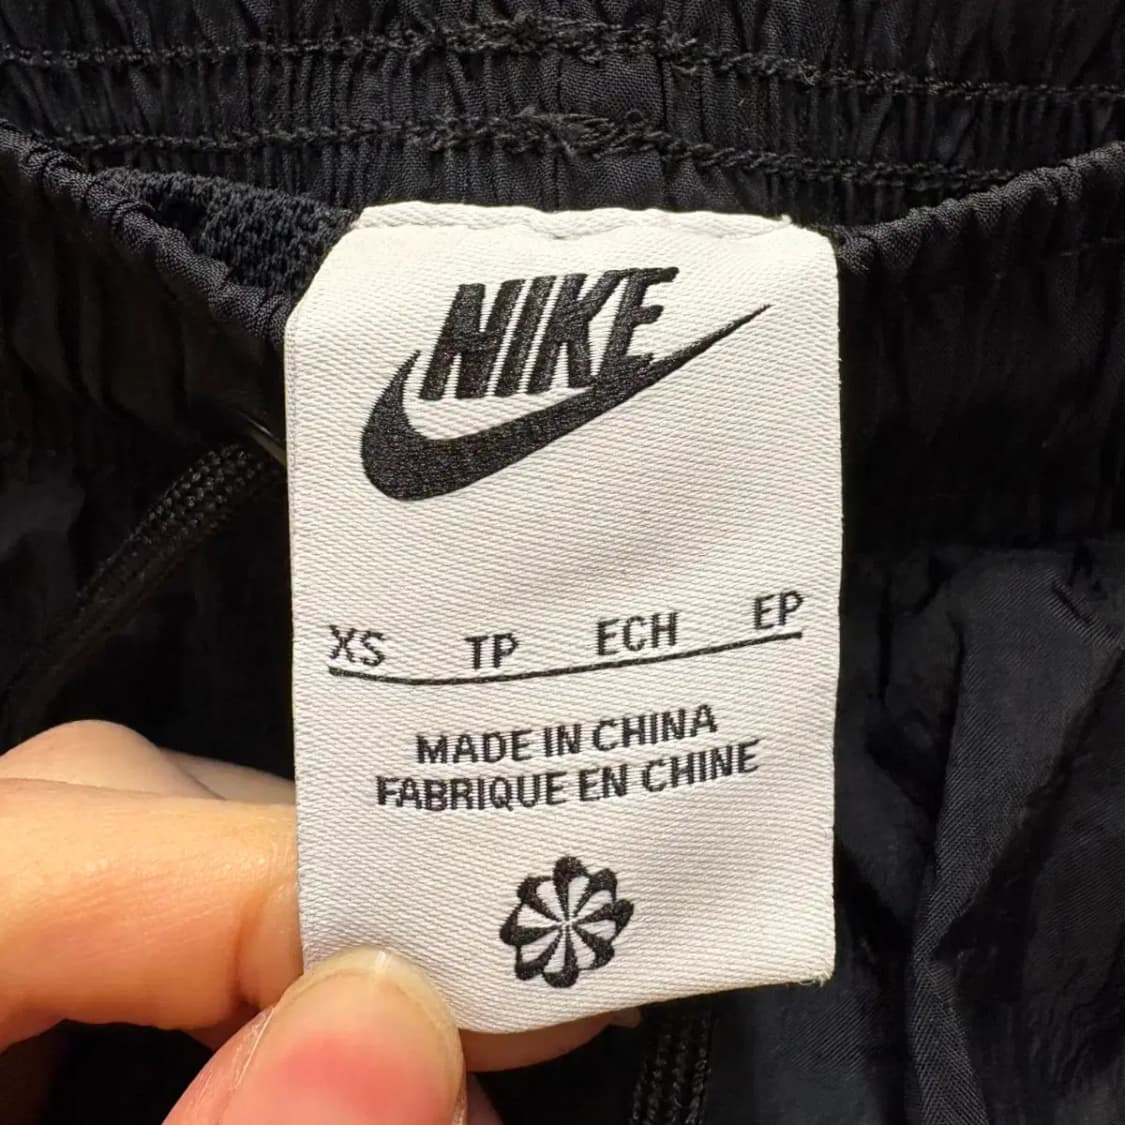 NIKE
XS TP ECH EP
MADE IN CHINA
FABRIQUE EN CHINE